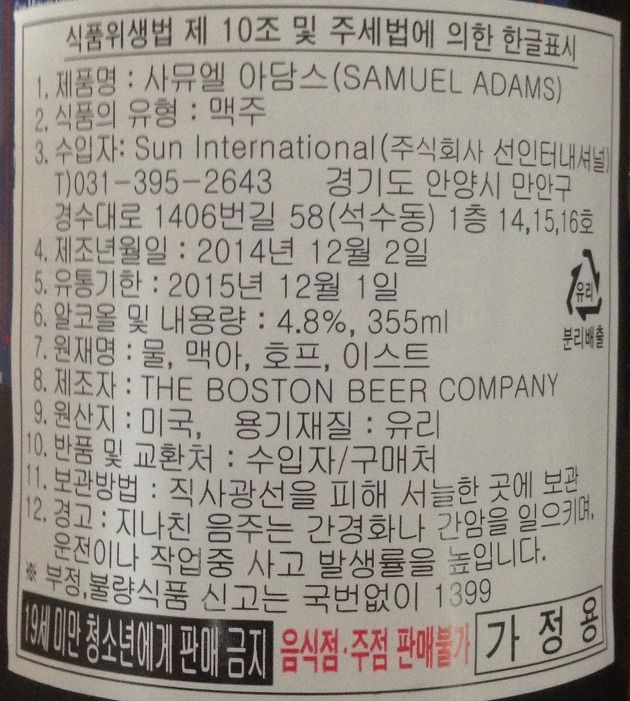 식품위생법 제 10조 및 주세법에 의한 한글표시
1. 제품명 : 사뮤엘 아담스(SAMUEL ADAMS)
2. 식품의 유형 : 맥주
3. 수입자: Sun International(주식회사 선인터내셔널)
T)031-395-2643 경기도 안양시 만안구
경수대로 1406번길 58(석수동) 1층 14,15,16호
4. 제조년월일 : 2014년 12월 2일
5. 유통기한 : 2015년 12월 1일
6. 알코올 및 내용량 : 4.8%, 355ml
7. 원재명 : 물, 맥아, 호프, 이스트
8. 제조자 : THE BOSTON BEER COMPANY
9. 원산지 : 미국, 용기재질 : 유리
10. 반품 및 교환처 : 수입자/구매처
11. 보관방법 : 직사광선을 피해 서늘한 곳에 보관
12. 경고 : 지나친 음주는 간경화나 간암을 일으키며,
운전이나 작업중 사고 발생률을 높입니다.
※ 부정,불량식품 신고는 국번없이 1399
유리
분리배출
19세 미만 청소년에게 판매 금지 음식점·주점 판매불가 가 정 용